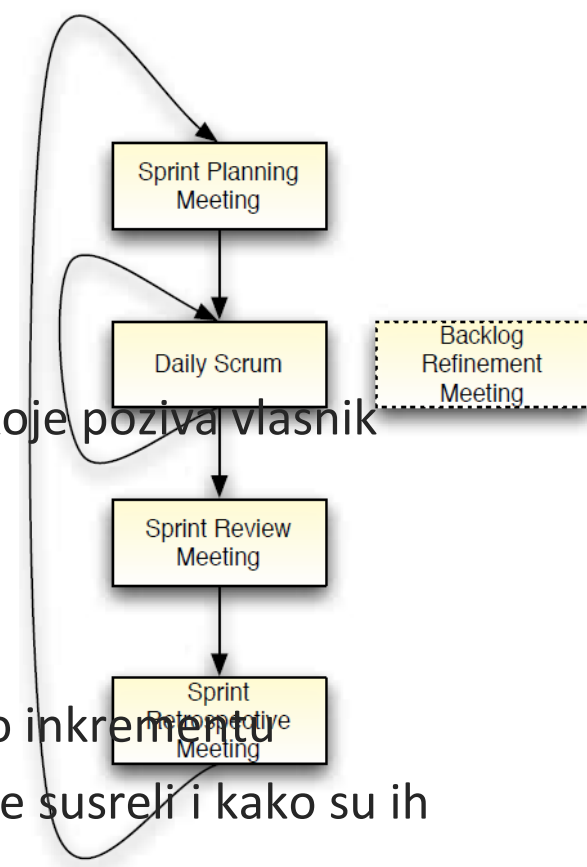 Sprint Planning
Meeting
Daily Scrum
Backlog
Refinement
Meeting
poziva vlasnik
Sprint Review
Meeting
Sprint
Retrospective
Meeting
inkrementu
susreli i kako su ih